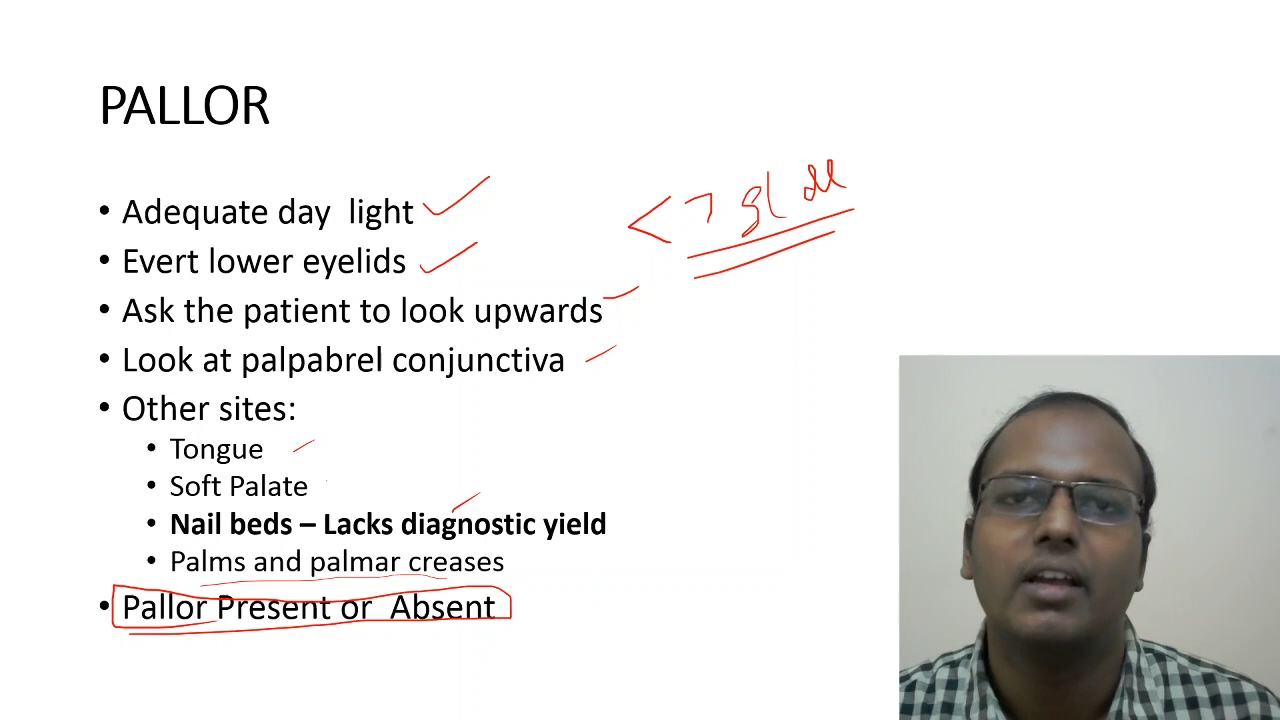 PALLOR
• Adequate day light
• Evert lower eyelids
• Ask the patient to look upwards
• Look at palpabrel conjunctiva
• Other sites:
• Tongue
• Soft Palate
• Nail beds – Lacks diagnostic yield
• Palms and palmar creases
• Pallor Present or Absent
< 7 g/ dl